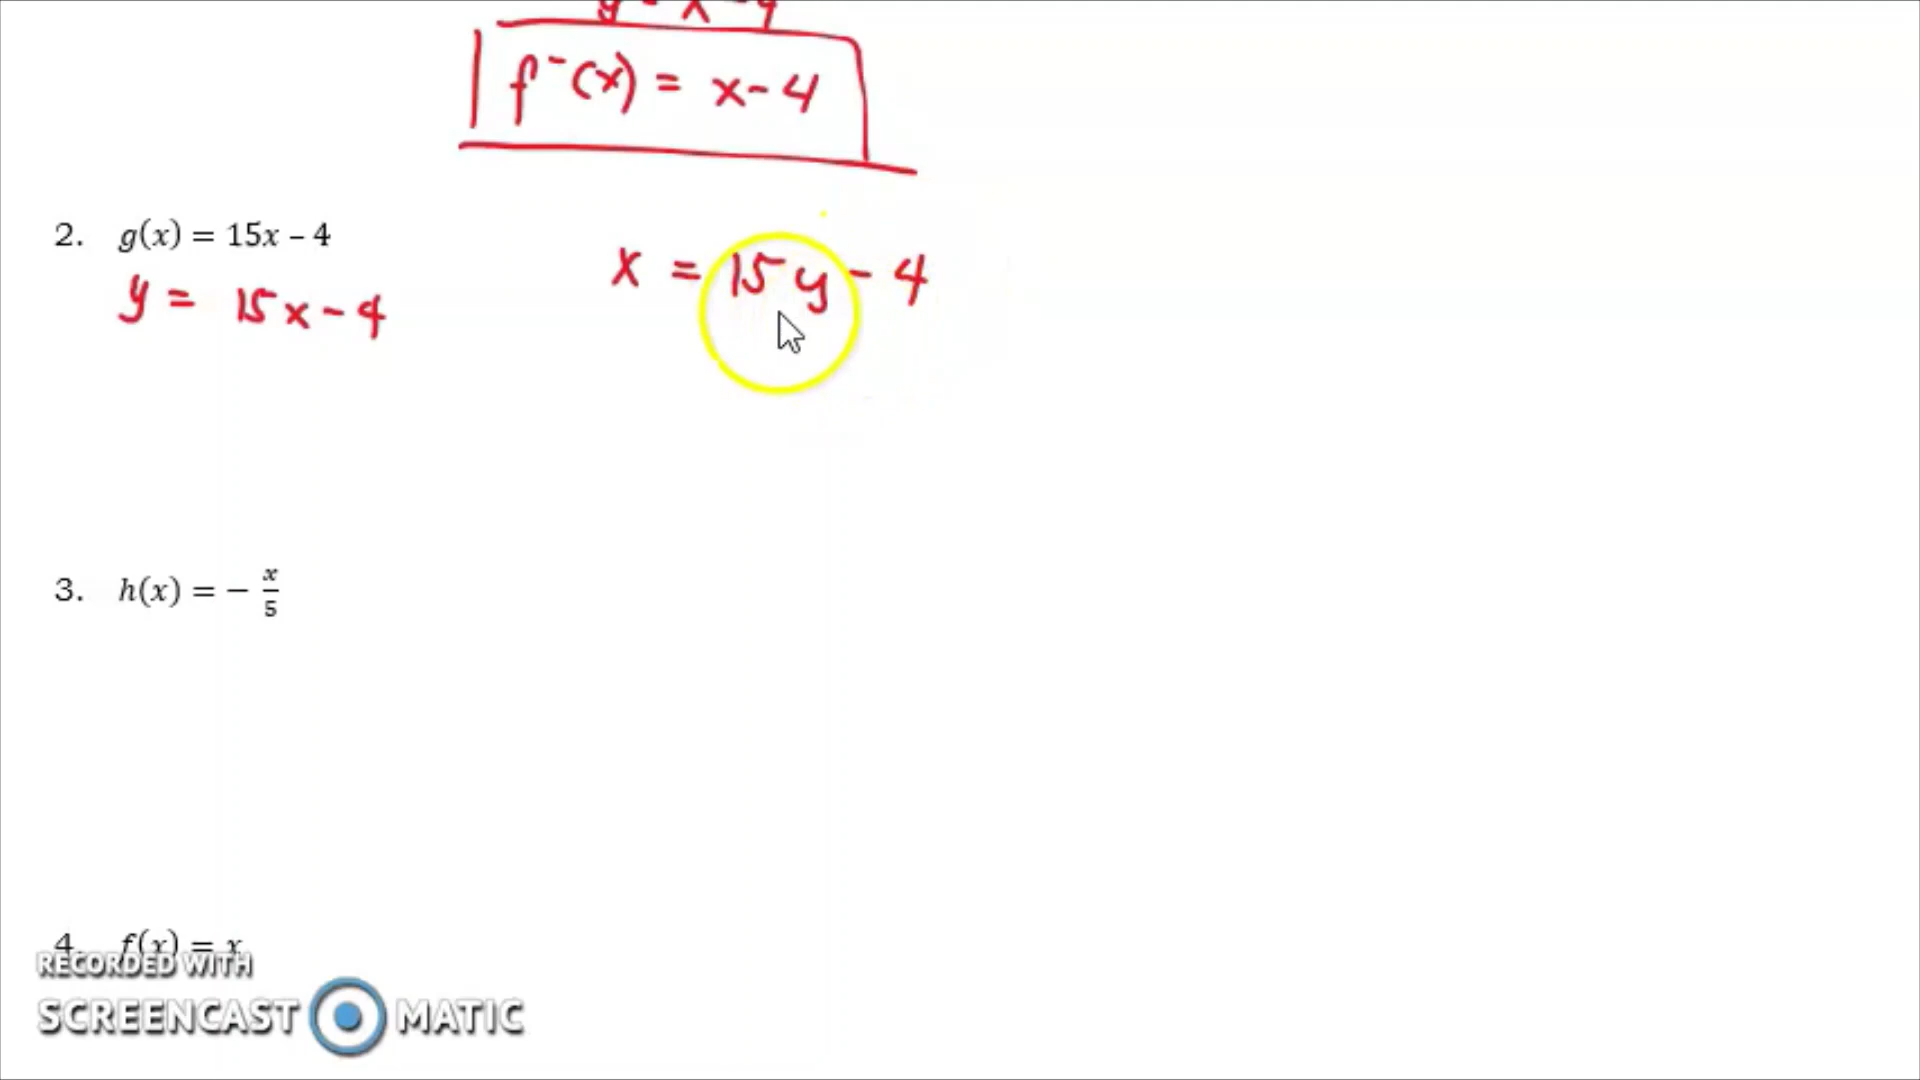 f⁻(x) = x - 4
2. g(x) = 15x – 4
x = 15y - 4
y = 15x - 4
3. h(x) = − x/5
4. f(x) = x
RECORDED WITH
SCREENCAST MATIC